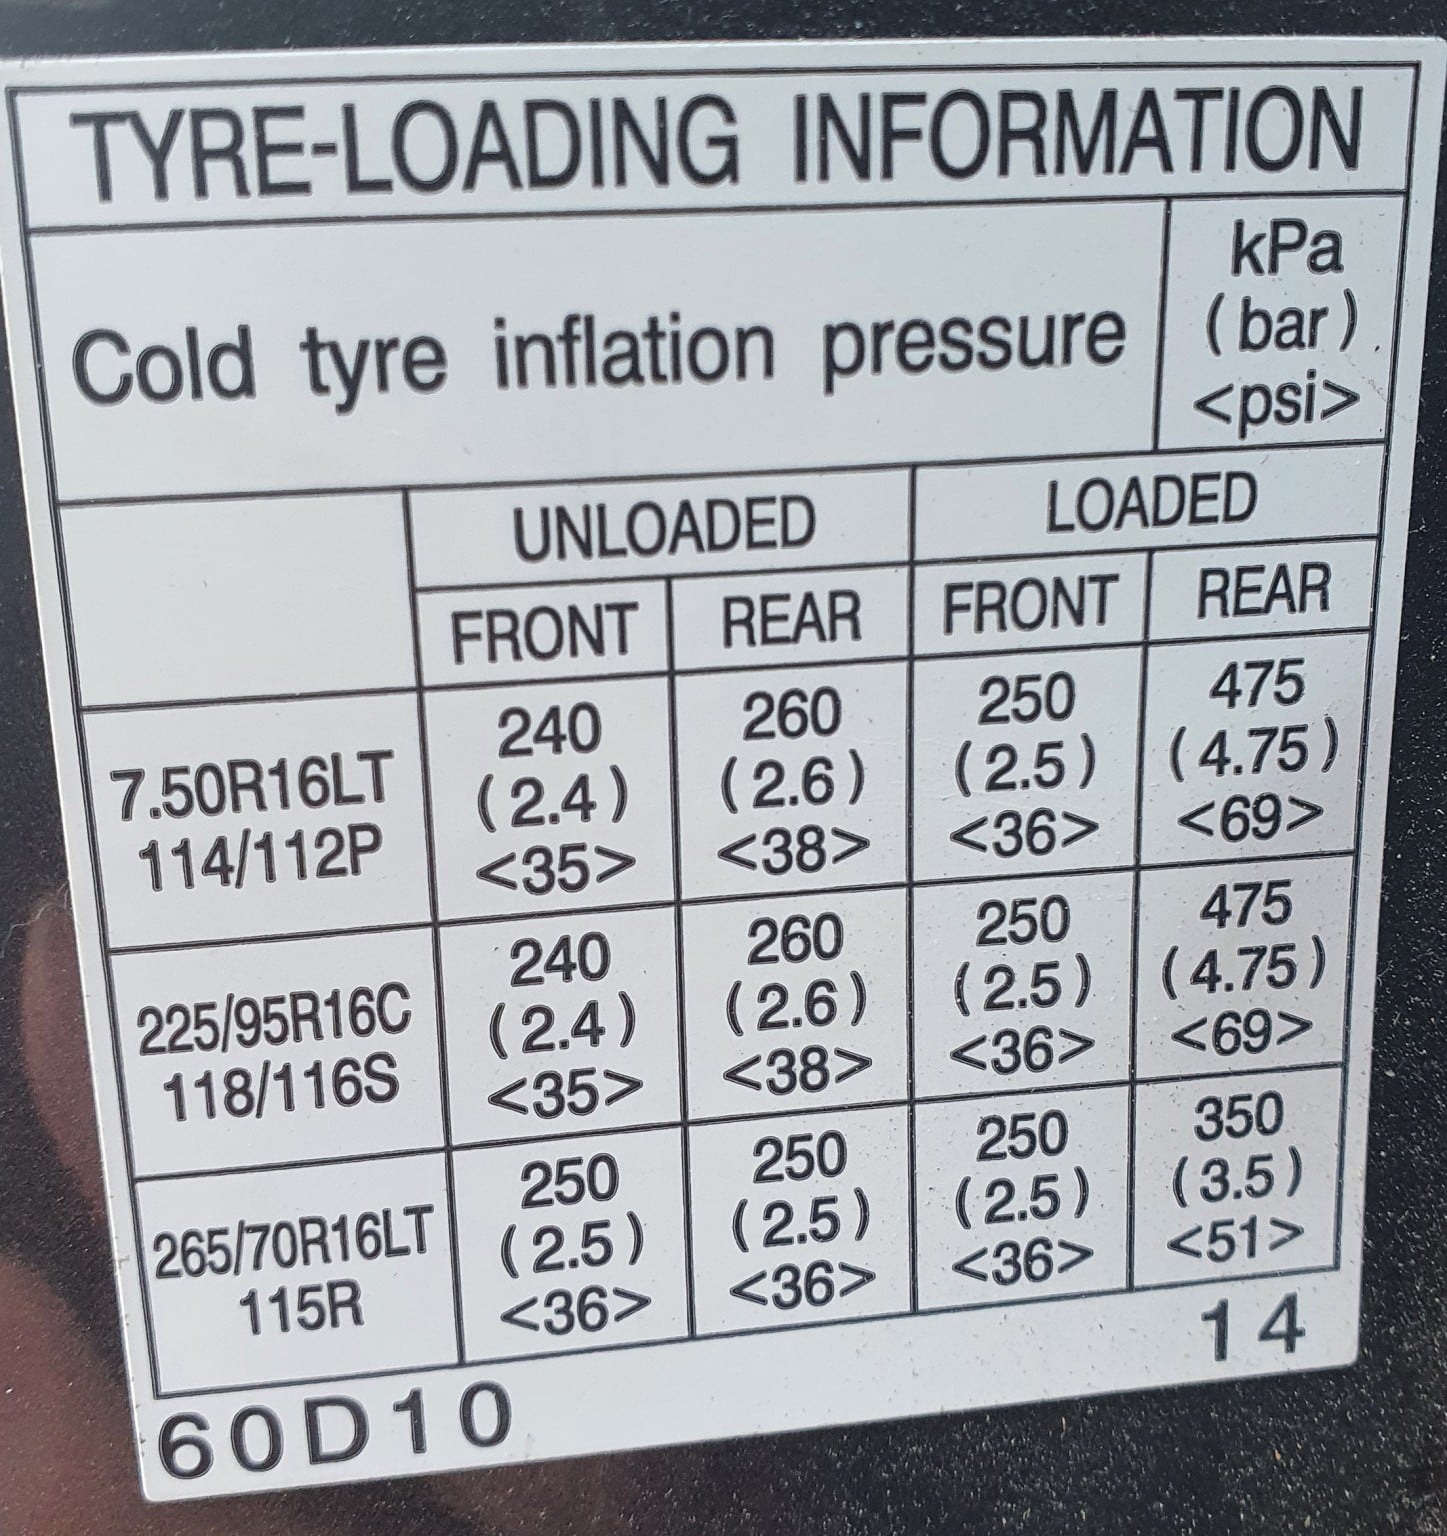 TYRE-LOADING INFORMATION
Cold tyre inflation pressure
kPa
(bar)
<psi>
UNLOADED LOADED
FRONT REAR FRONT REAR
7.50R16LT
114/112P
240 260 250 475
(2.4) (2.6) (2.5) (4.75)
<35> <38> <36> <69>
225/95R16C
118/116S
240 260 250 475
(2.4) (2.6) (2.5) (4.75)
<35> <38> <36> <69>
265/70R16LT
115R
250 250 250 350
(2.5) (2.5) (2.5) (3.5)
<36> <36> <36> <51>
60D10 14